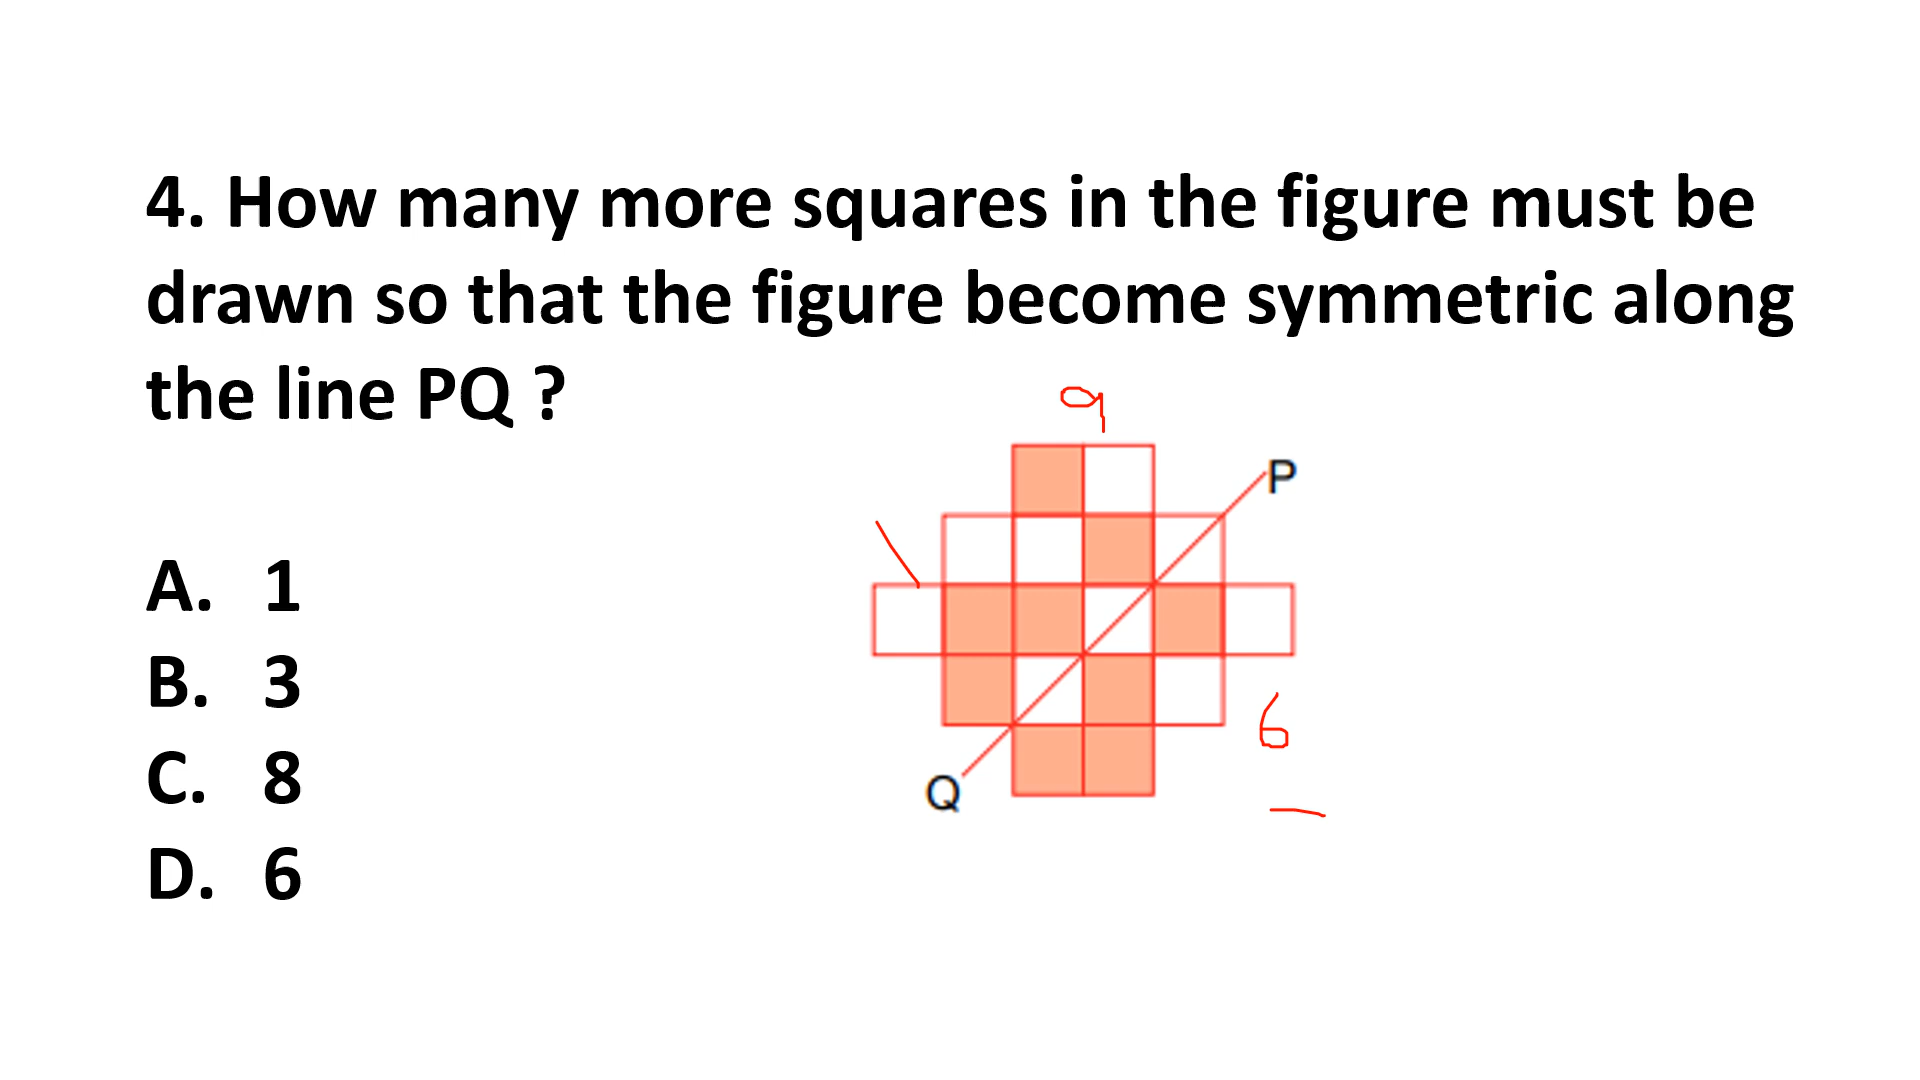 4. How many more squares in the figure must be
drawn so that the figure become symmetric along
the line PQ ?
9
P
A. 1
B. 3
C. 8
6
Q
D. 6